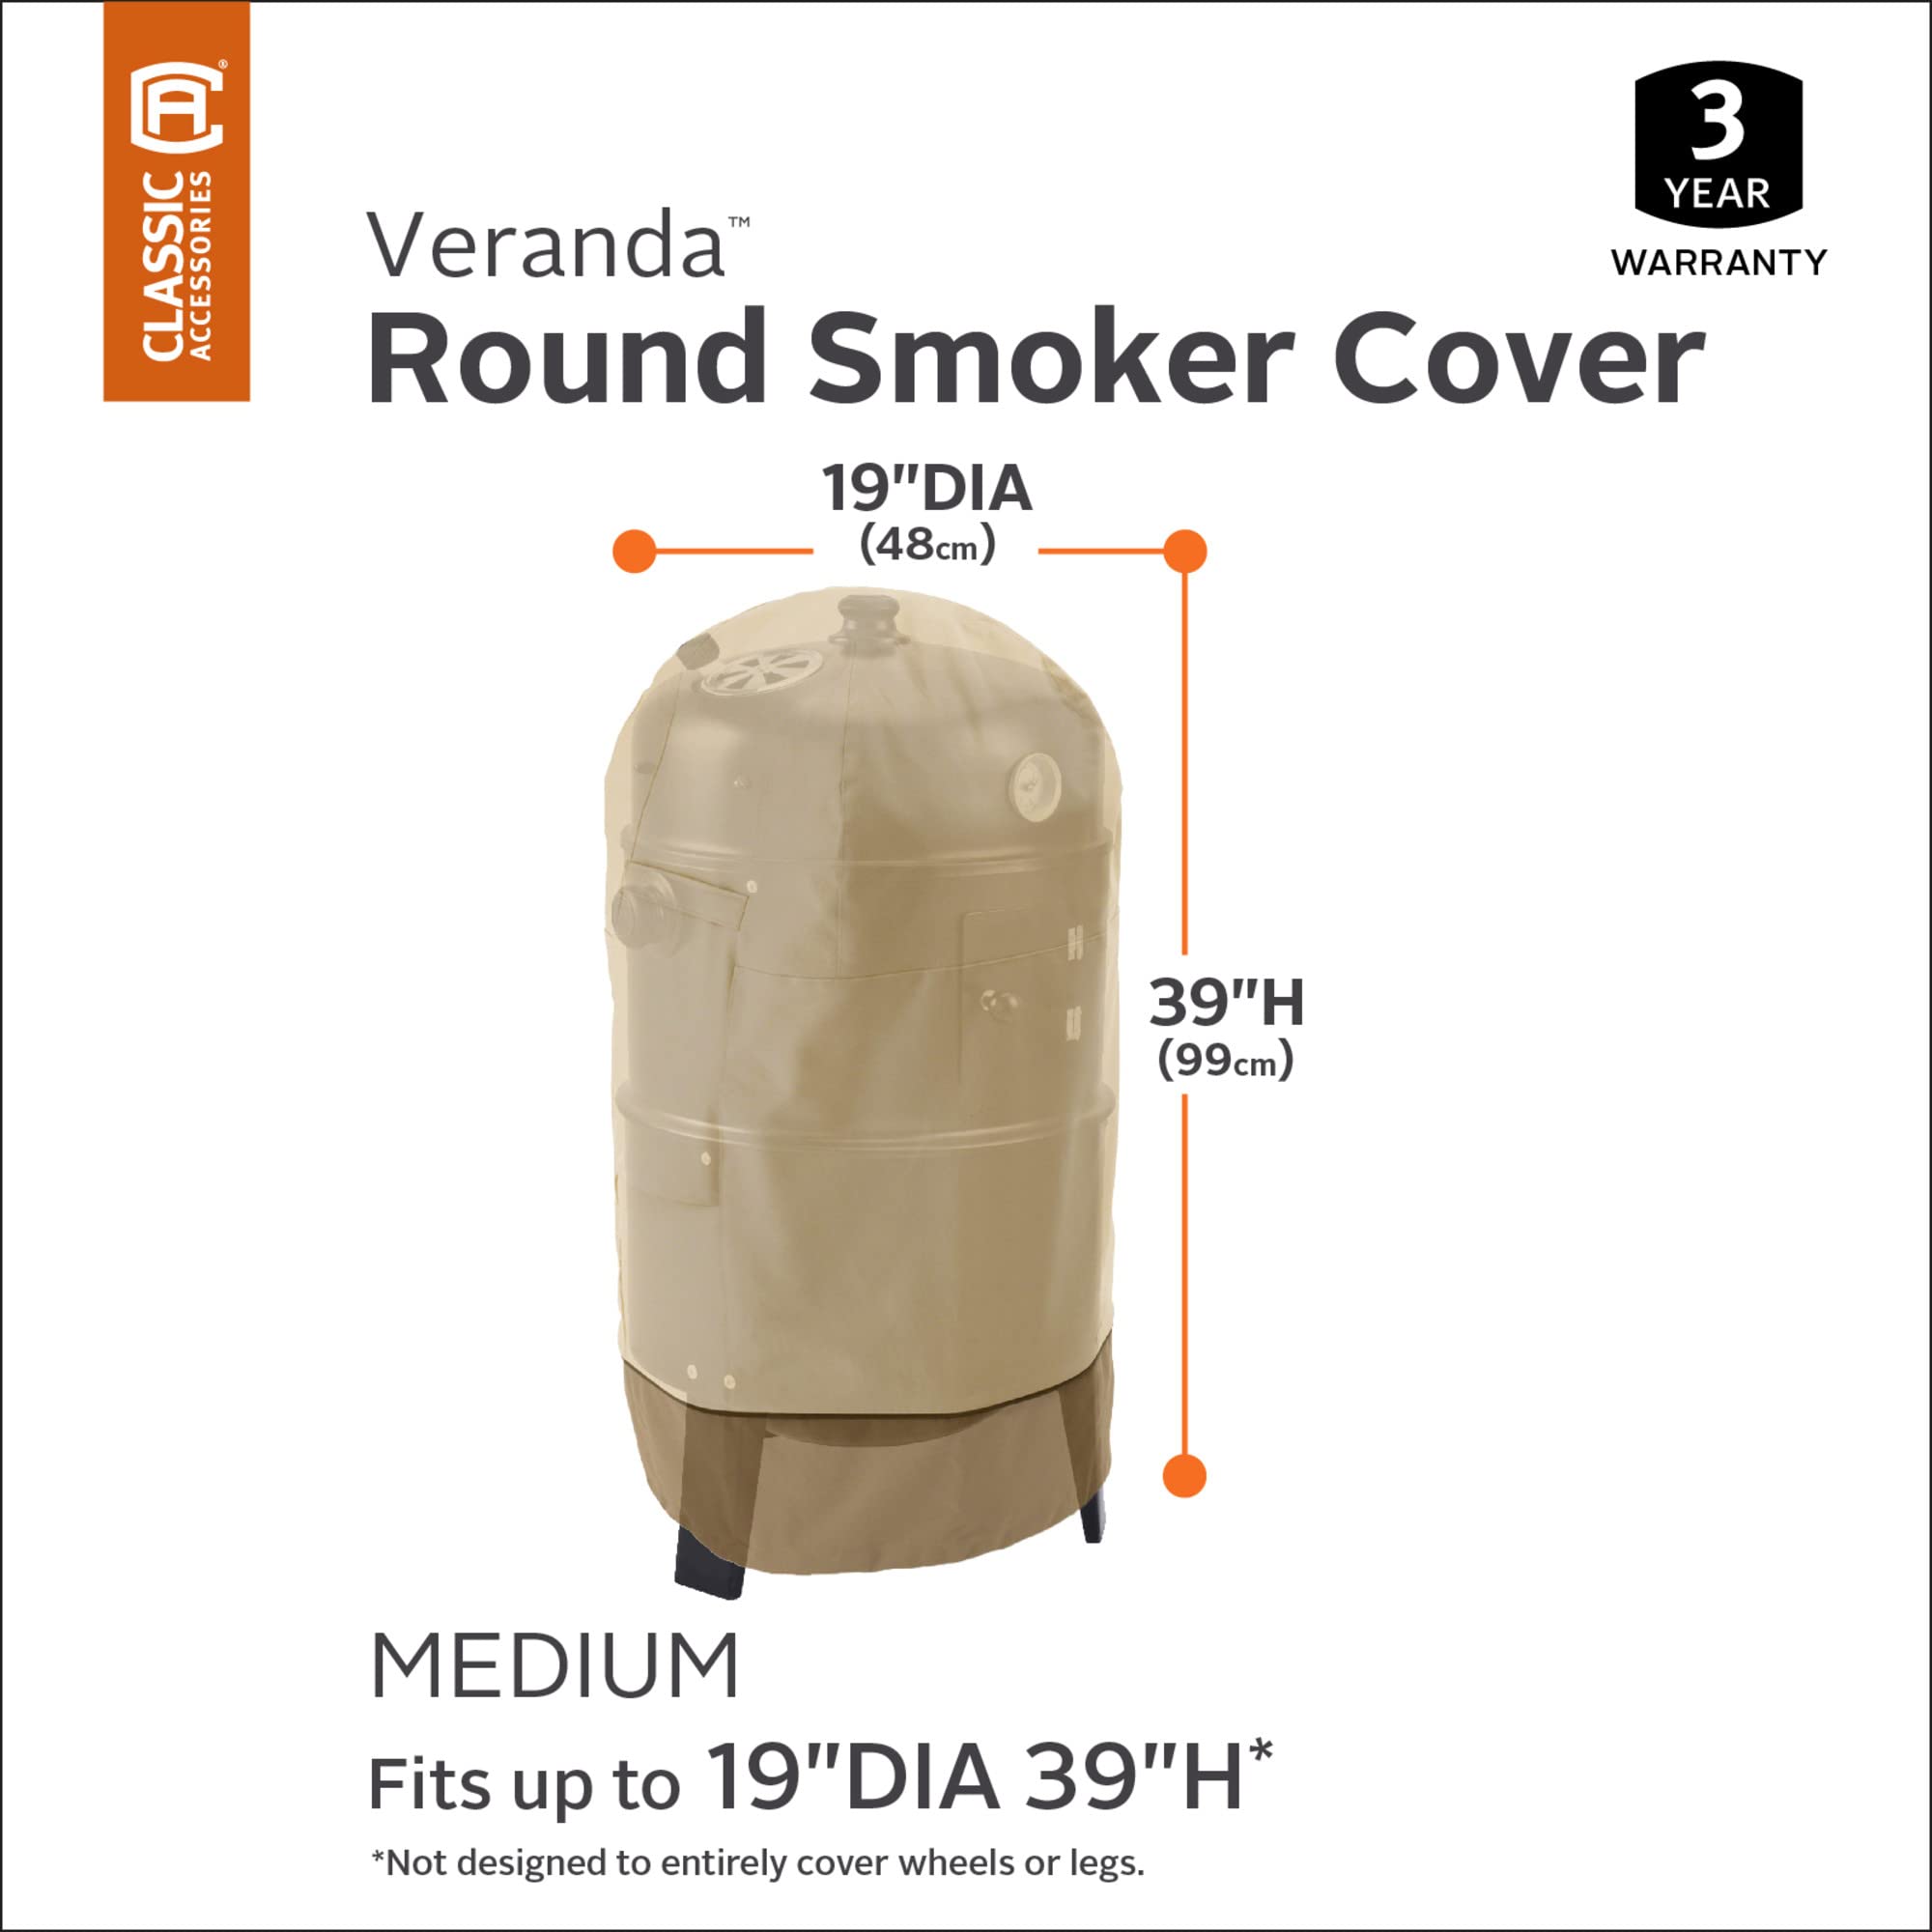 CLASSIC
ACCESSORIES
®
3
YEAR
WARRANTY
Veranda™
Round Smoker Cover
19"DIA
(48cm)
39"H
(99cm)
MEDIUM
Fits up to 19"DIA 39"H*
*Not designed to entirely cover wheels or legs.